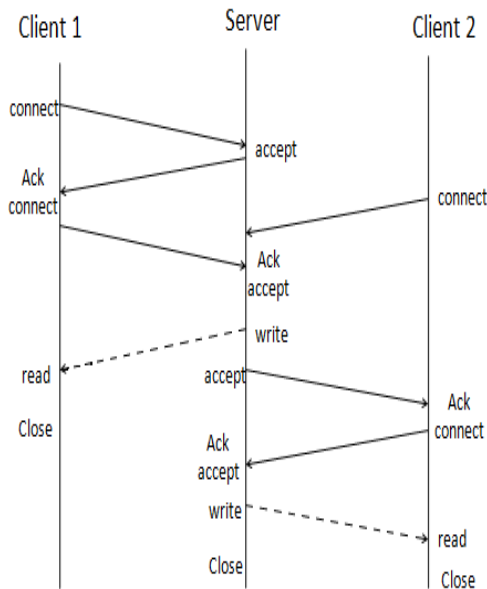 Client 1
Server
Client 2
connect
accept
Ack
connect
connect
Ack
accept
write
read
accept
Ack
connect
Close
Ack
accept
write
read
Close
Close